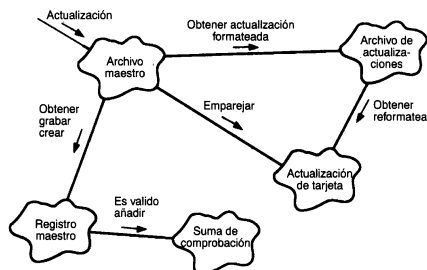 Actualización
Obtener actualización
formateada
Archivo
maestro
Archivo de
actualiza-
ciones
Obtener
grabar
crear
Emparejar
Obtener
reformatea
Actualización
de tarjeta
Es valido
añadir
Registro
maestro
Suma de
comprobación